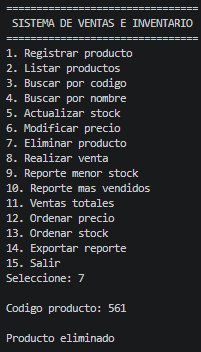 ================================
SISTEMA DE VENTAS E INVENTARIO
================================
1. Registrar producto
2. Listar productos
3. Buscar por codigo
4. Buscar por nombre
5. Actualizar stock
6. Modificar precio
7. Eliminar producto
8. Realizar venta
9. Reporte menor stock
10. Reporte mas vendidos
11. Ventas totales
12. Ordenar precio
13. Ordenar stock
14. Exportar reporte
15. Salir
Seleccione: 7
Codigo producto: 561
Producto eliminado